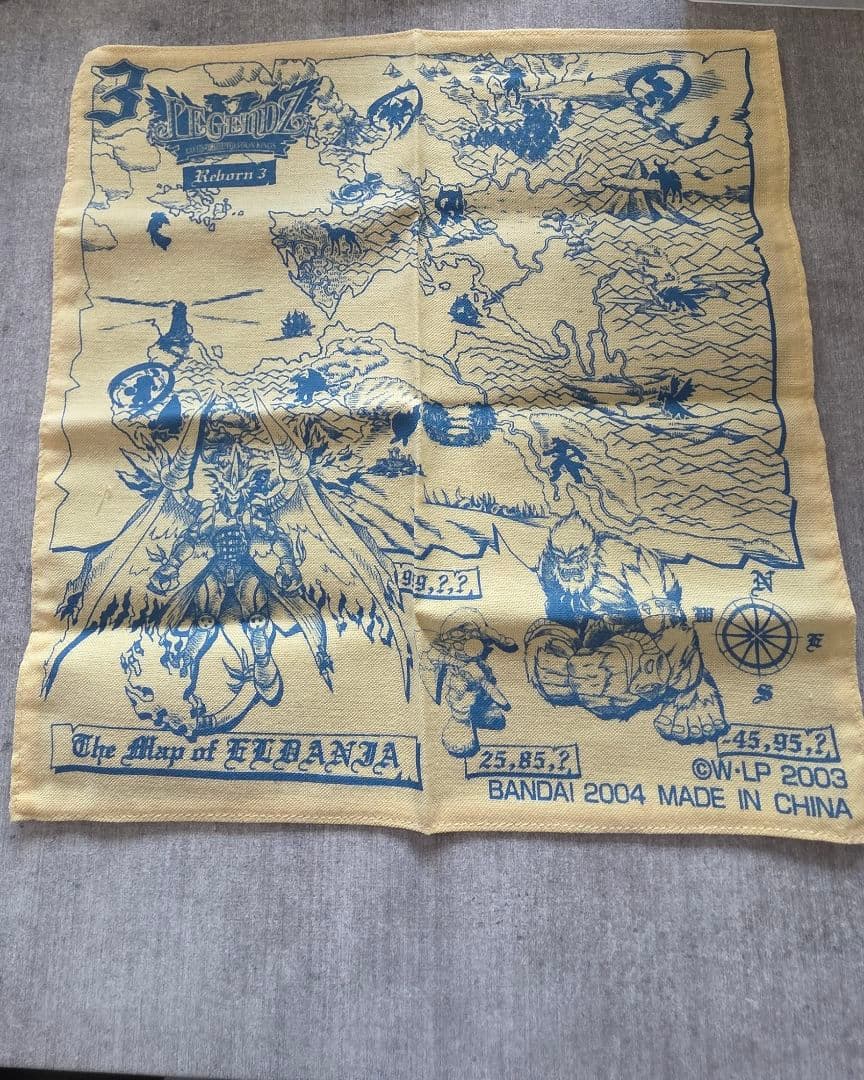 3
LEGENDZ
Reborn 3
99,?,?
N
W
E
S
The Map of ELDANIA
25,85,?
-45,95,?
©W·LP 2003
BANDAI 2004 MADE IN CHINA